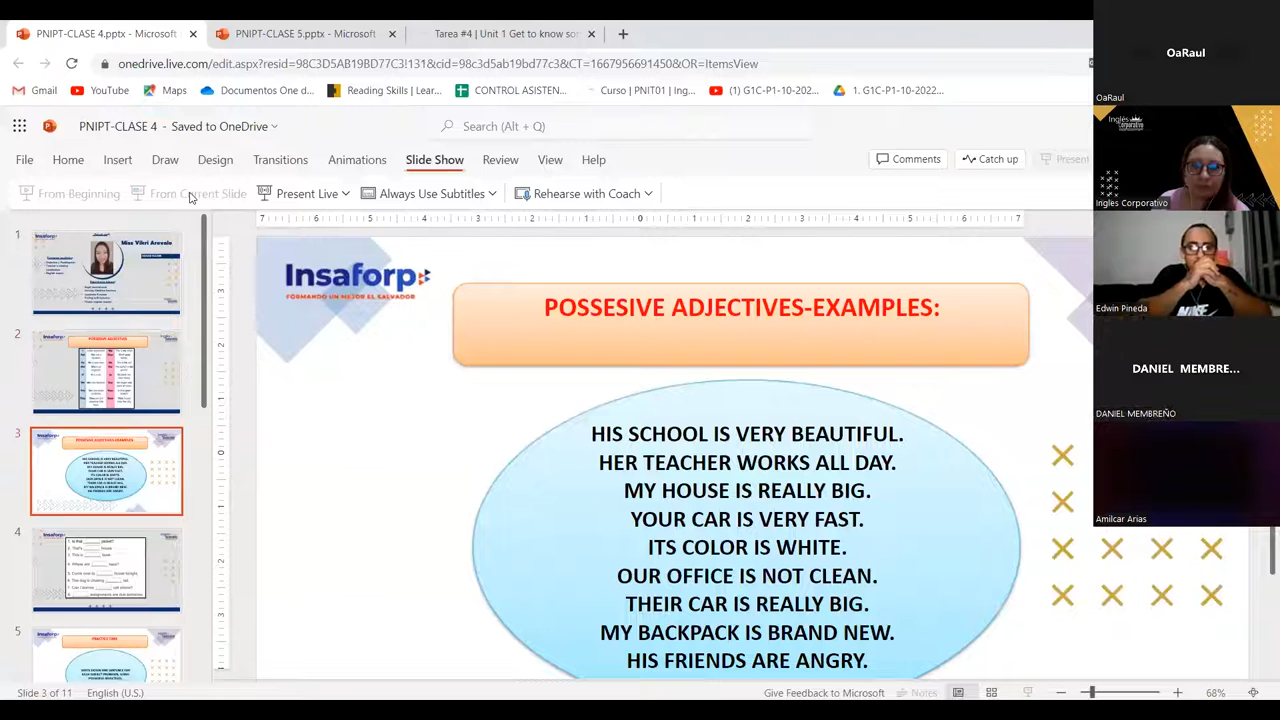 PNIPT-CLASE 4.pptx - Microsoft
PNIPT-CLASE 5.pptx - Microsoft
Tarea #4 | Unit 1 Get to know so
onedrive.live.com/edit.aspx?resid=98C3D5AB19BD77C3!131&cid=98c3d5ab19bd77c3&CT=1667956691450&OR=ItemsView
Gmail
YouTube
Maps
Documentos One d...
Reading Skills | Lear...
CONTROL ASISTEN...
Curso | PNIT01 | ing...
(1) G1C-P1-10-202...
1. G1C-P1-10-2022...
PNIPT-CLASE 4 - Saved to OneDrive
Search (Alt + Q)
File Home Insert Draw Design Transitions Animations Slide Show Review View Help
Comments
Catch up
Present
From Beginning
From Current Slide
Present Live
Always Use Subtitles
Rehearse with Coach
1
Miss Vikri Arevalo
2
3
4
5
Insaforp
FORMANDO UN MEJOR EL SALVADOR
POSSESIVE ADJECTIVES-EXAMPLES:
HIS SCHOOL IS VERY BEAUTIFUL.
HER TEACHER WORKS ALL DAY.
MY HOUSE IS REALLY BIG.
YOUR CAR IS VERY FAST.
ITS COLOR IS WHITE.
OUR OFFICE IS NOT CLEAN.
THEIR CAR IS REALLY BIG.
MY BACKPACK IS BRAND NEW.
HIS FRIENDS ARE ANGRY.
Slide 3 of 11
English (U.S.)
Give Feedback to Microsoft
Notes
68%
OaRaul
OaRaul
Inglés
Corporativo
Ingles Corporativo
Edwin Pineda
DANIEL MEMBRE...
DANIEL MEMBREÑO
Amilcar Arias